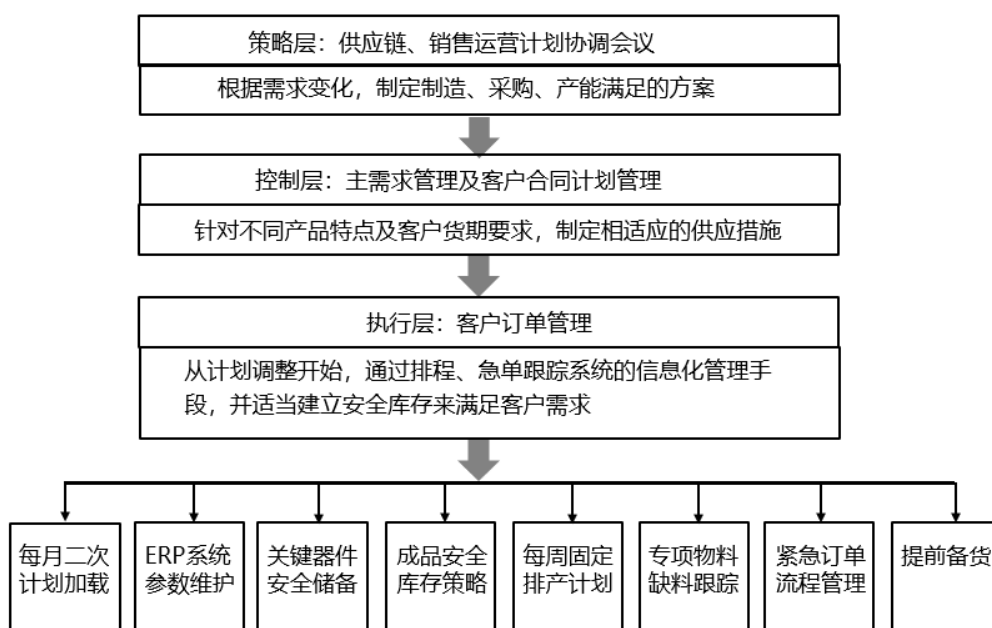 策略层：供应链、销售运营计划协调会议
根据需求变化，制定制造、采购、产能满足的方案
控制层：主需求管理及客户合同计划管理
针对不同产品特点及客户货期要求，制定相适应的供应措施
执行层：客户订单管理
从计划调整开始，通过排程、急单跟踪系统的信息化管理手
段，并适当建立安全库存来满足客户需求
每月二次
计划加载
ERP系统
参数维护
关键器件
安全储备
成品安全
库存策略
每周固定
排产计划
专项物料
缺料跟踪
紧急订单
流程管理
提前备货